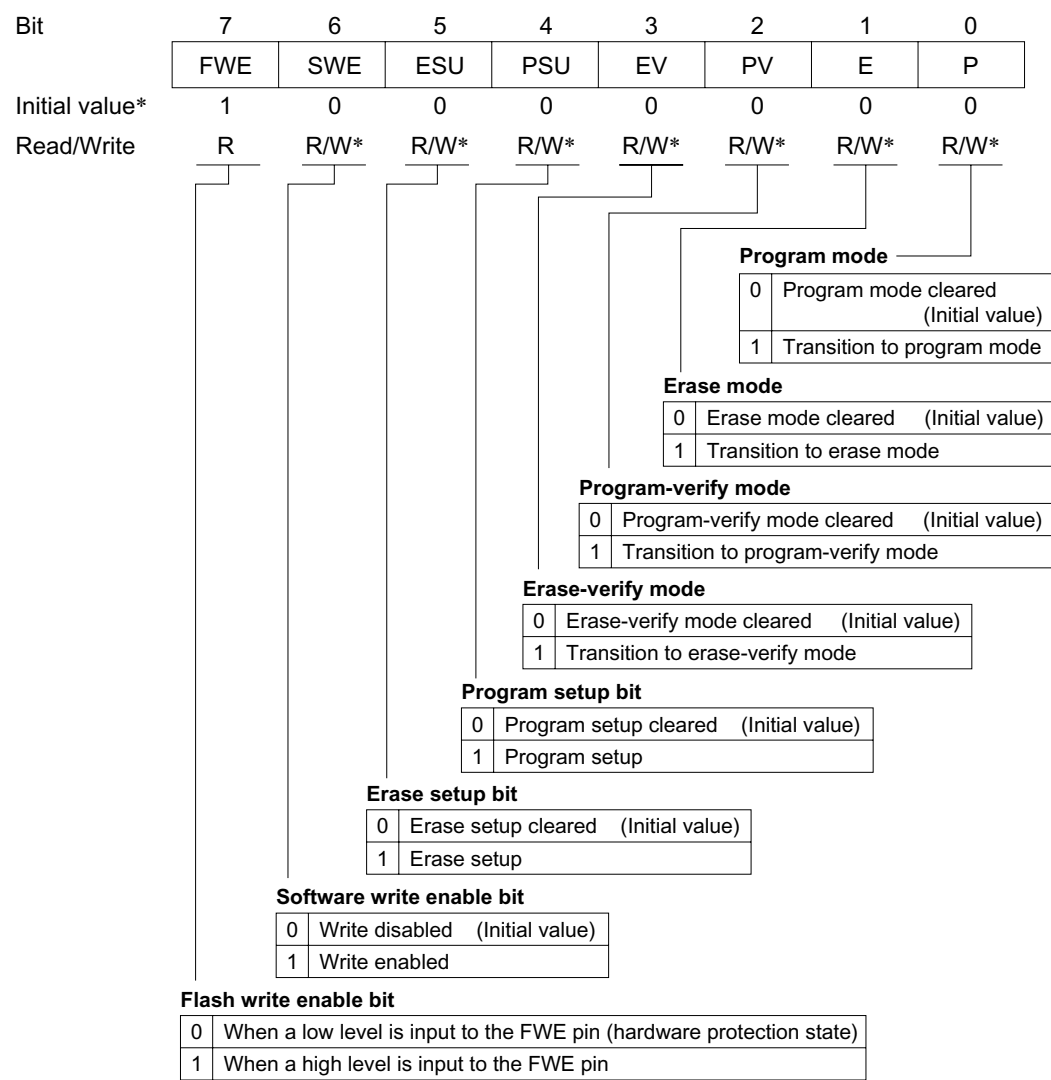 Bit 7 6 5 4 3 2 1 0
FWE SWE ESU PSU EV PV E P
Initial value* 1 0 0 0 0 0 0 0
Read/Write R R/W* R/W* R/W* R/W* R/W* R/W* R/W*
Program mode
0 Program mode cleared
(Initial value)
1 Transition to program mode
Erase mode
0 Erase mode cleared (Initial value)
1 Transition to erase mode
Program-verify mode
0 Program-verify mode cleared (Initial value)
1 Transition to program-verify mode
Erase-verify mode
0 Erase-verify mode cleared (Initial value)
1 Transition to erase-verify mode
Program setup bit
0 Program setup cleared (Initial value)
1 Program setup
Erase setup bit
0 Erase setup cleared (Initial value)
1 Erase setup
Software write enable bit
0 Write disabled (Initial value)
1 Write enabled
Flash write enable bit
0 When a low level is input to the FWE pin (hardware protection state)
1 When a high level is input to the FWE pin